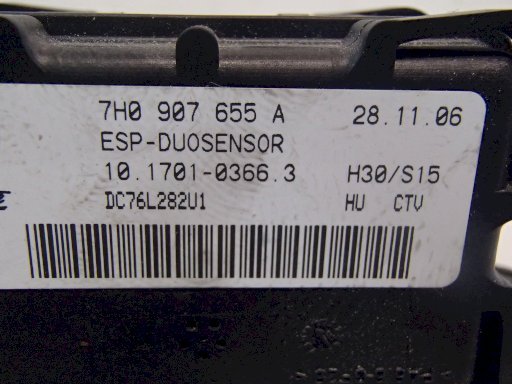 7H0 907 655 A 28.11.06
ESP-DUOSENSOR
10.1701-0366.3 H30/S15
DC76L282U1 HU CTV